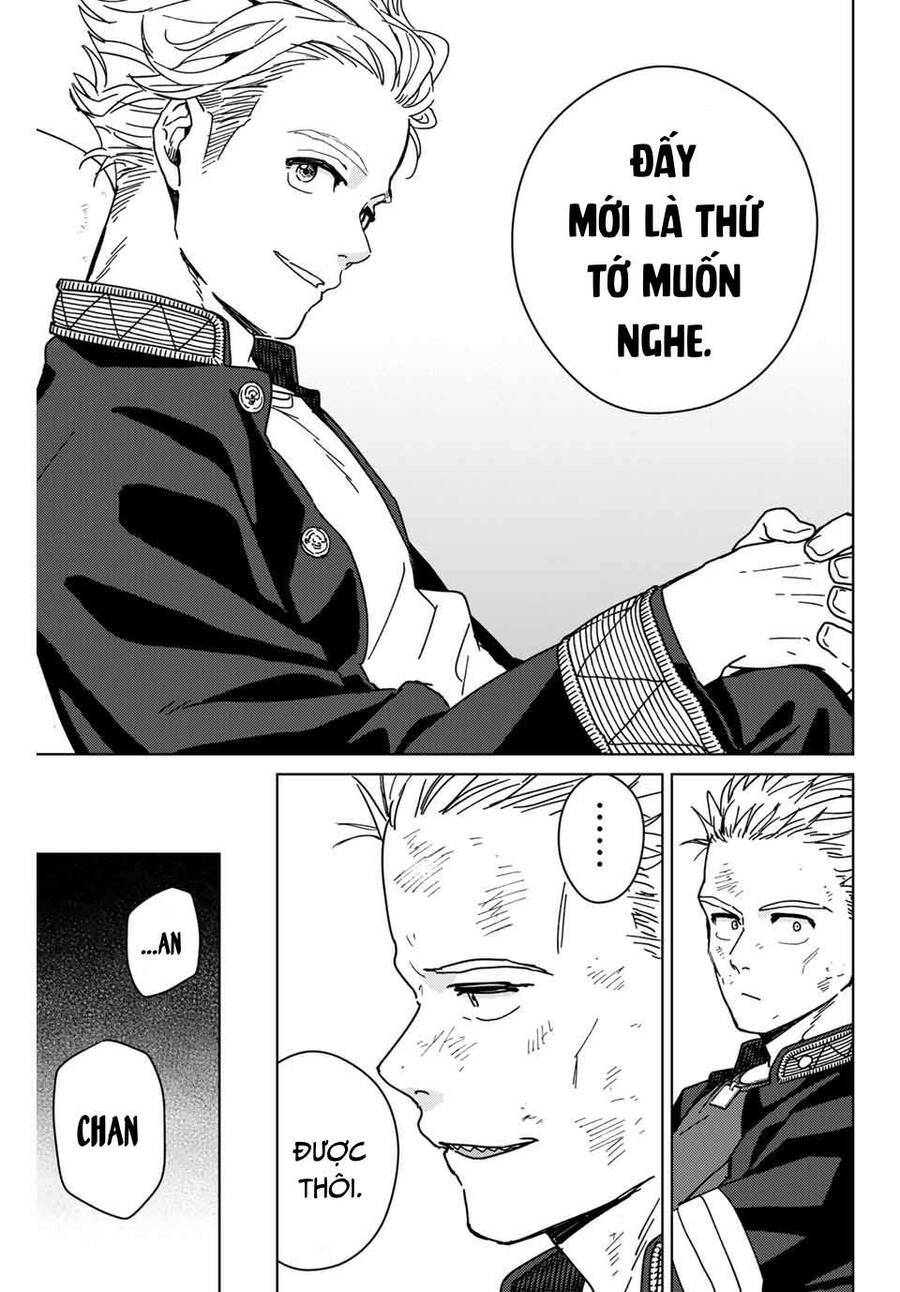 ĐẤY
MỚI LÀ THỨ
TỚ MUỐN
NGHE.
......
ĐƯỢC
THÔI.
...AN
CHAN